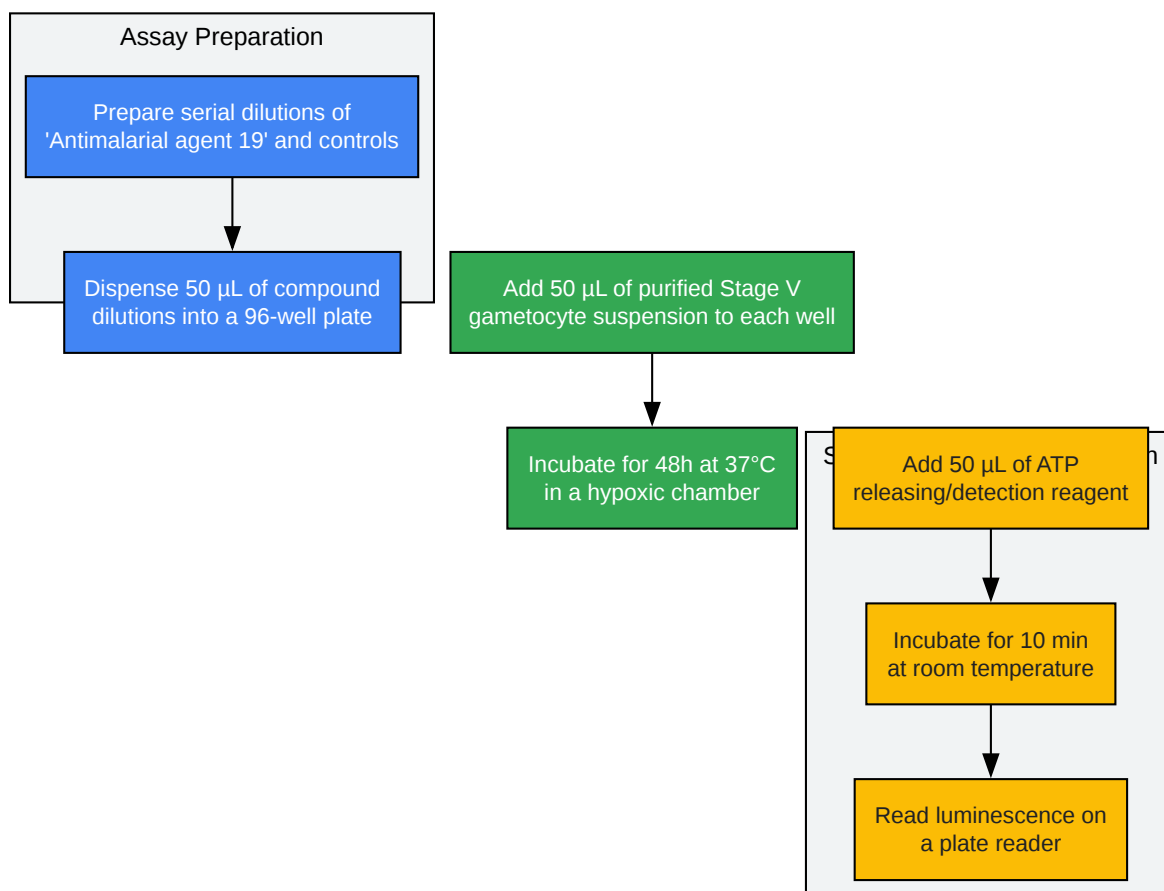 Assay Preparation
Prepare serial dilutions of
'Antimalarial agent 19' and controls
Dispense 50 µL of compound
dilutions into a 96-well plate
Add 50 µL of purified Stage V
gametocyte suspension to each well
Incubate for 48h at 37°C
in a hypoxic chamber
Add 50 µL of ATP
releasing/detection reagent
Incubate for 10 min
at room temperature
Read luminescence on
a plate reader